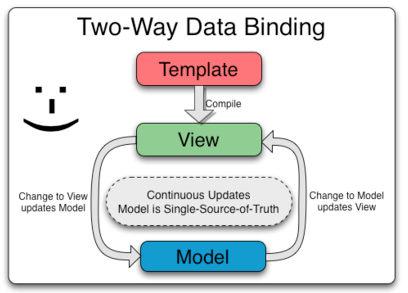 Two-Way Data Binding
Template
Compile
View
Continuous Updates
Model is Single-Source-of-Truth
Change to View
updates Model
Change to Model
updates View
Model